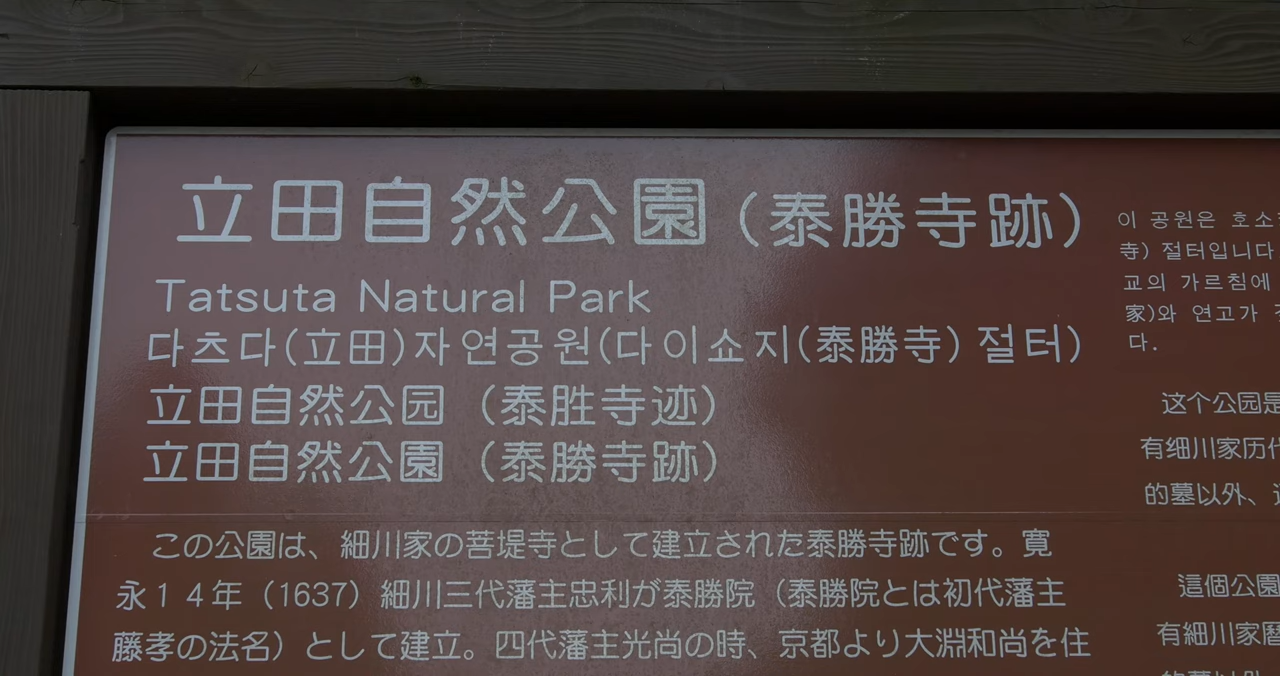 立田自然公園（泰勝寺跡）
Tatsuta Natural Park
다츠다(立田)자연공원(다이쇼지(泰勝寺) 절터)
立田自然公园（泰胜寺迹）
立田自然公園（泰勝寺跡）
この公園は、細川家の菩提寺として建立された泰勝寺跡です。寛
永１４年（1637）細川三代藩主忠利が泰勝院（泰勝院とは初代藩主
藤孝の法名）として建立。四代藩主光尚の時、京都より大淵和尚を住
이 공원은 호소
寺) 절터입니다
교의 가르침에
家)와 연고가
다.
这个公园是
有细川家历代
的墓以外、
這個公園
有細川家曆